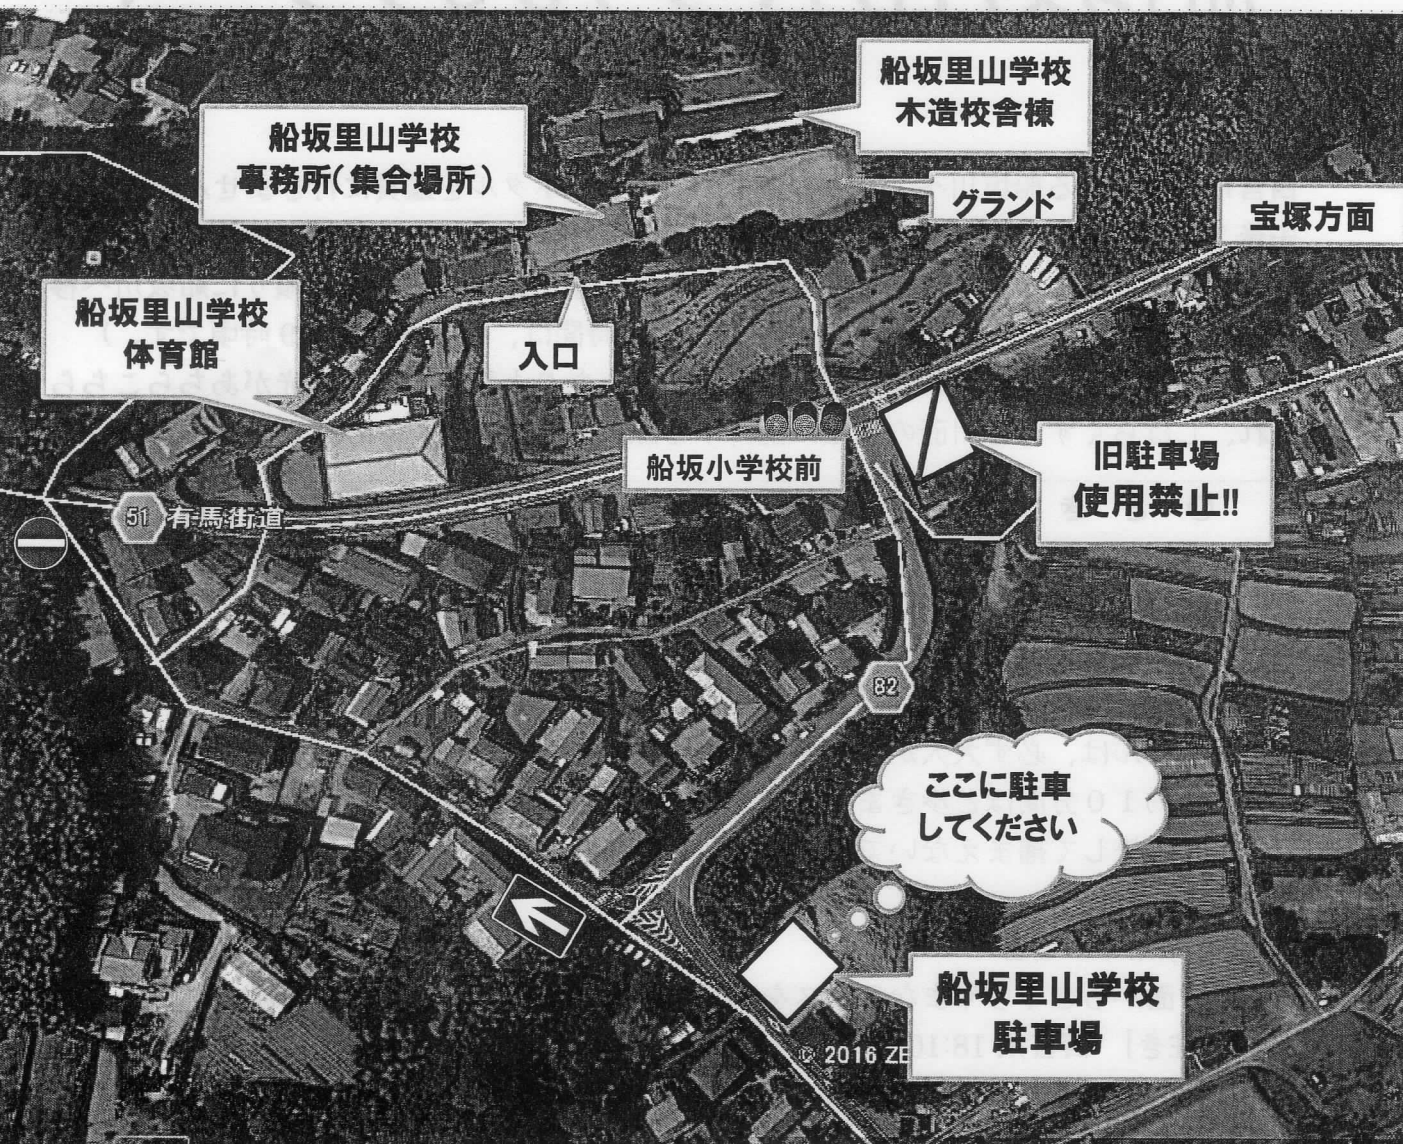 船坂里山学校
木造校舎棟
船坂里山学校
事務所(集合場所)
グランド
宝塚方面
船坂里山学校
体育館
入口
船坂小学校前
旧駐車場
使用禁止!!
51 有馬街道
82
ここに駐車
してください
船坂里山学校
駐車場
© 2016 ZE